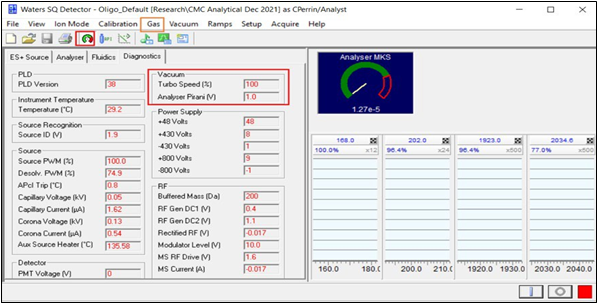 Waters SQ Detector - Oligo_Default [Research\CMC Analytical Dec 2021] as CPerrin/Analyst
File View Ion Mode Calibration Gas Vacuum Ramps Setup Acquire Help
ES+ Source Analyser Fluidics Diagnostics
PLD
PLD Version 38
Instrument Temperature
Temperature (°C) 29.2
Source Recognition
Source ID (V) 1.9
Source
Source PWM (%) 100.0
Desolv. PWM (%) 74.9
APcI Trip (°C) 0.8
Capillary Voltage (kV) 0.05
Capillary Current (µA) 1.62
Corona Voltage (kV) 0.13
Corona Current (µA) 0.54
Aux Source Heater (°C) 135.58
Detector
PMT Voltage (V) 0
Vacuum
Turbo Speed (%) 100
Analyser Pirani (V) 1.0
Power Supply
+48 Volts 48
+430 Volts 8
-430 Volts 1
+800 Volts 9
-800 Volts -1
RF
Buffered Mass (Da) 200
RF Gen DC1 (V) 0.4
RF Gen DC2 (V) 1.1
Rectified RF (V) -0.017
Modulator Level (V) 10.0
MS RF Drive (V) 1.6
MS Current (A) -0.017
Analyser MKS
1.27e-5
168.0 202.0 1923.0 2034.6
100.0% x12 96.4% x24 96.4% x500 77.0% x600
160.0 180. 200.0 210. 1920.0 1930.0 2030.0 2040.0